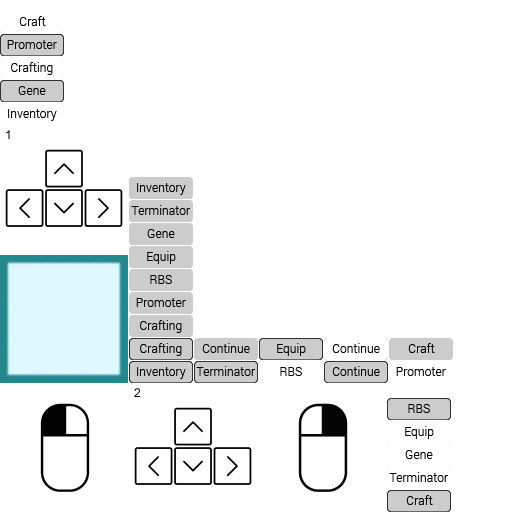 Craft
Promoter
Crafting
Gene
Inventory
1
Inventory
Terminator
Gene
Equip
RBS
Promoter
Crafting
Crafting Continue Equip Continue Craft
Inventory Terminator RBS Continue Promoter
2
RBS
Equip
Gene
Terminator
Craft